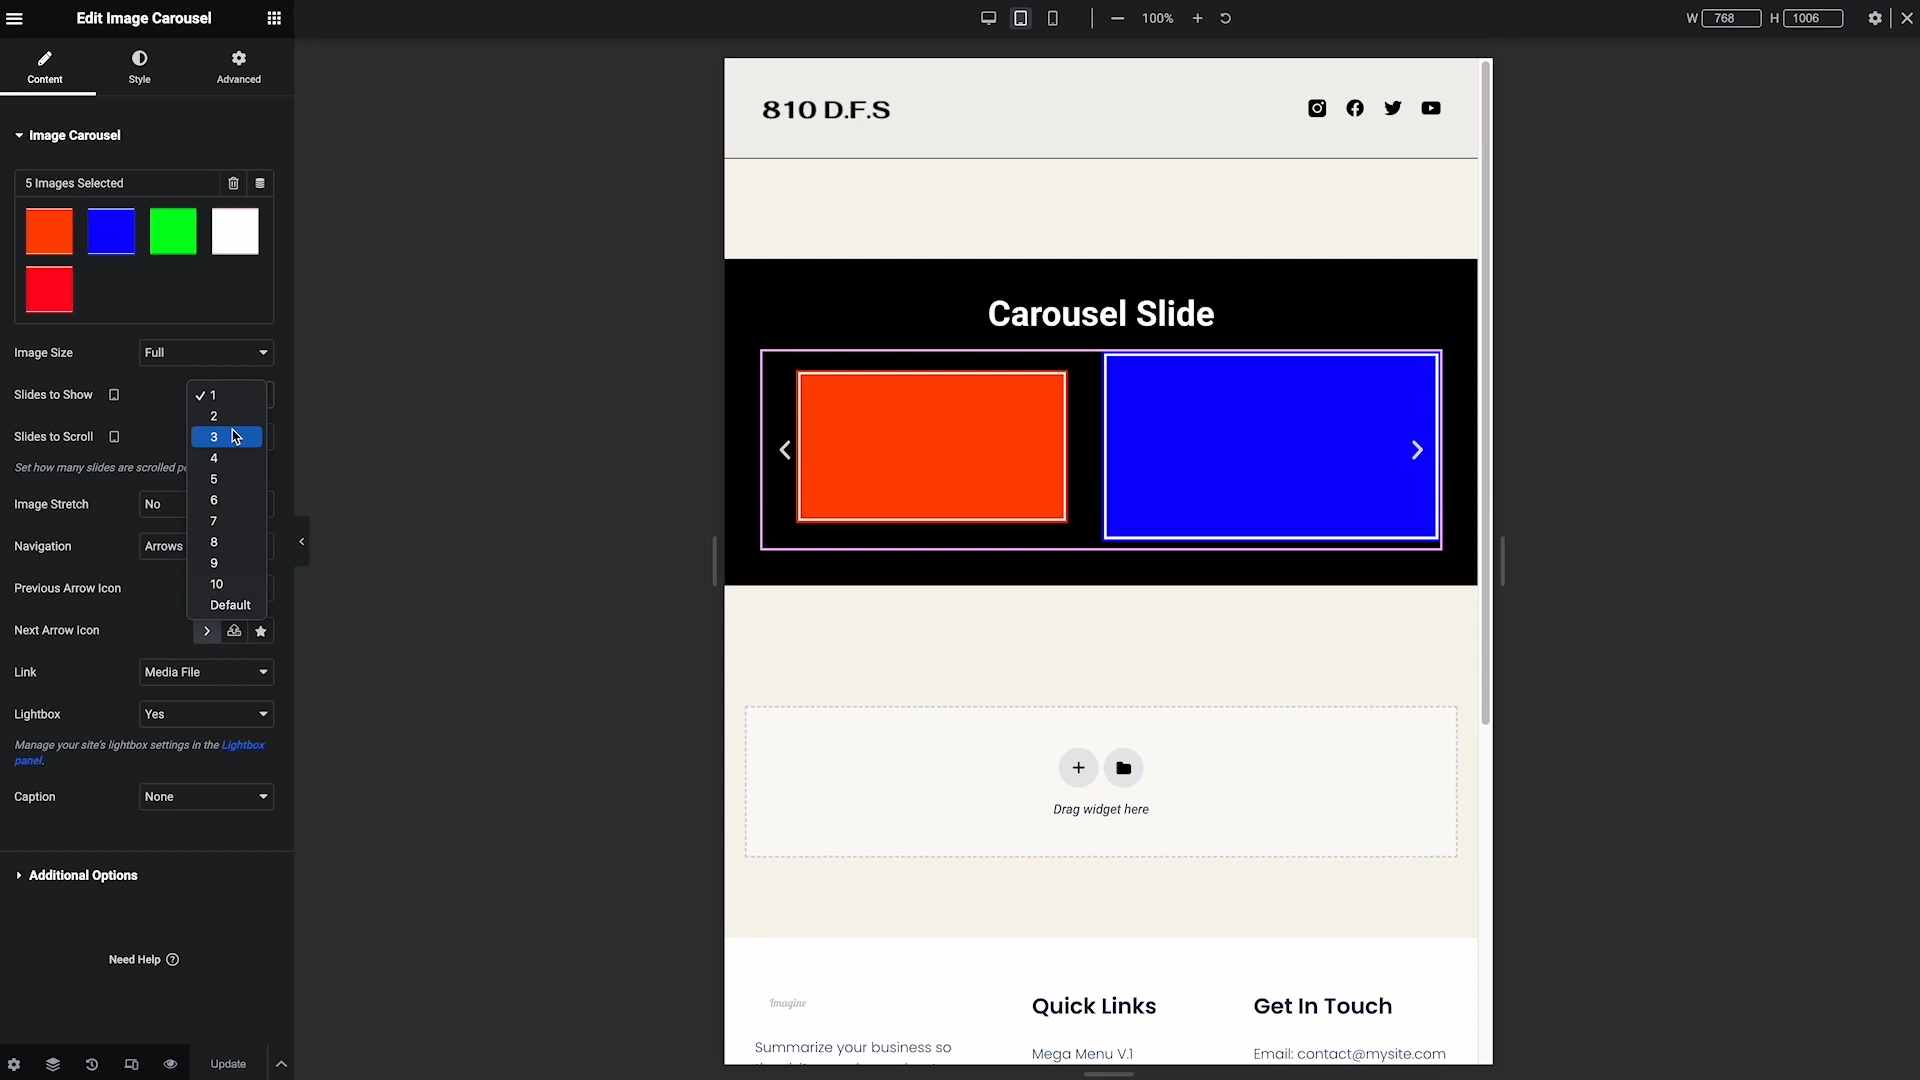 Edit Image Carousel
100%
W 768 H 1006
Content
Style
Advanced
Image Carousel
5 Images Selected
Image Size
Full
Slides to Show
Slides to Scroll
Set how many slides are scrolled
Image Stretch
No
Navigation
Arrows
Previous Arrow Icon
Next Arrow Icon
1
2
3
4
5
6
7
8
9
10
Default
Link
Media File
Lightbox
Yes
Manage your site's lightbox settings in the Lightbox
panel.
Caption
None
Additional Options
Need Help
Update
810 D.F.S
Carousel Slide
Drag widget here
Imagine
Summarize your business so
Quick Links
Mega Menu V.1
Get In Touch
Email: contact@mysite.com